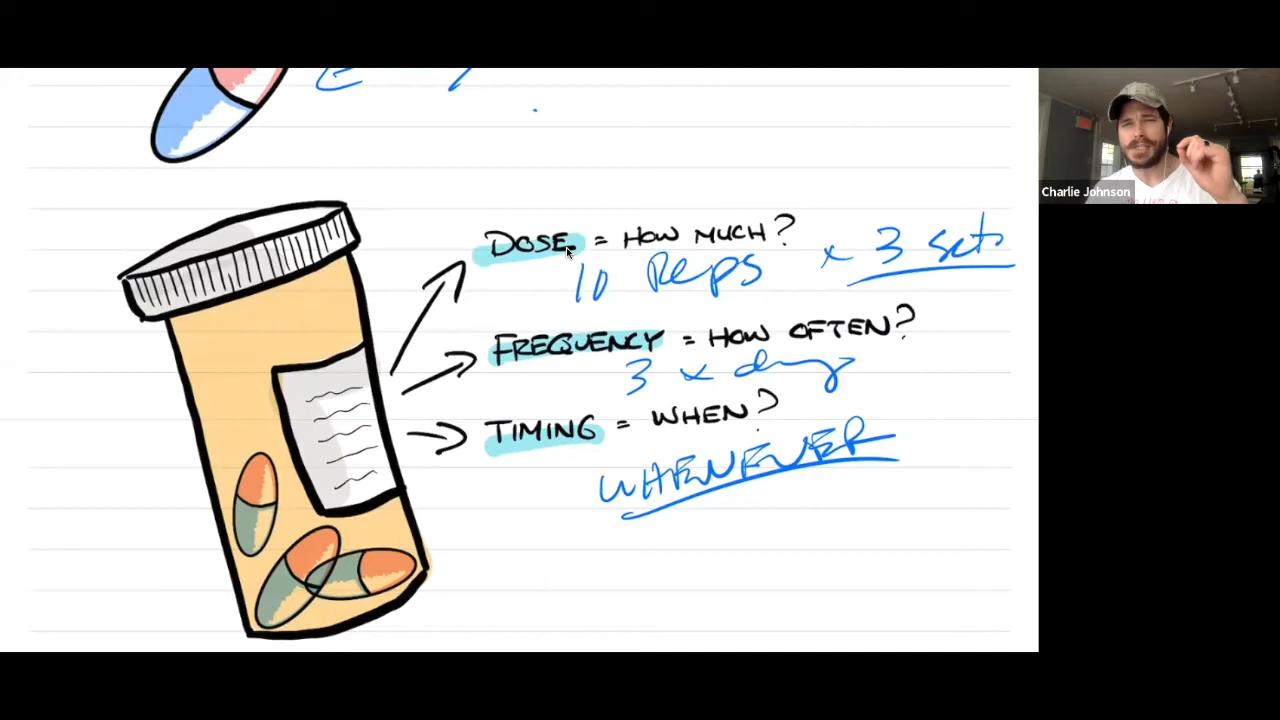 DOSE = HOW MUCH?
10 Reps x 3 sets
FREQUENCY = HOW OFTEN?
3 x day
TIMING = WHEN?
WHENEVER
Charlie Johnson